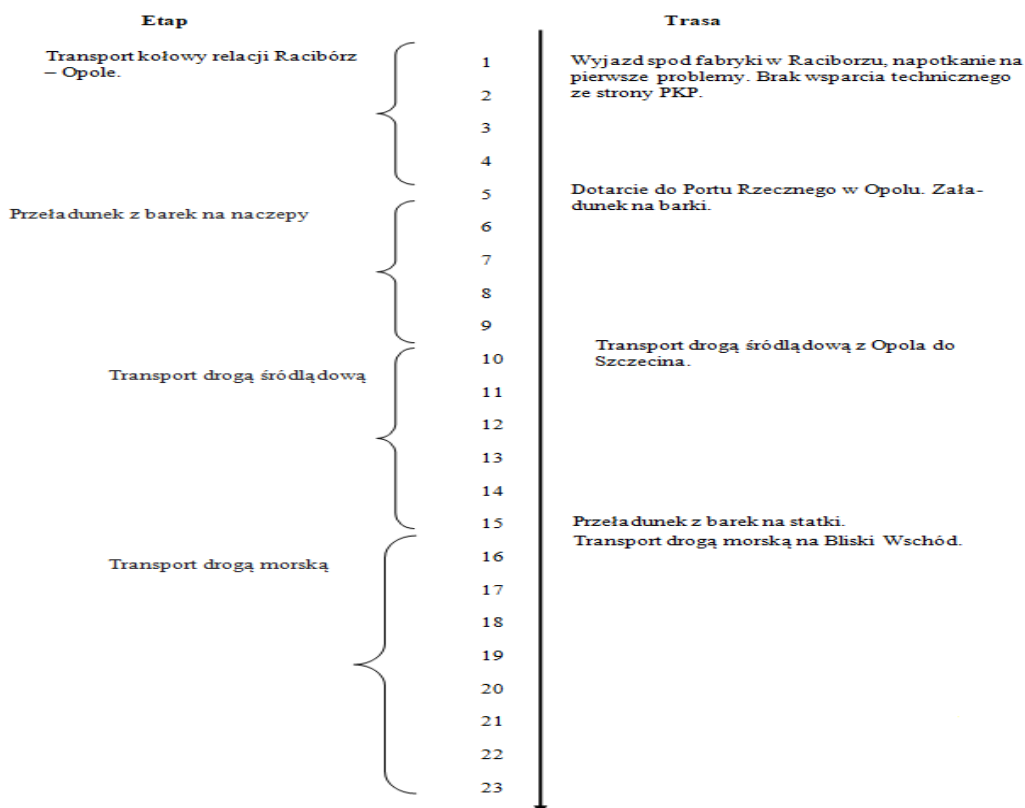 Etap
Trasa
Transport kołowy relacji Racibórz
– Opole.
1
Wyjazd spod fabryki w Raciborzu, napotkanie na
pierwsze problemy. Brak wsparcia technicznego
ze strony PKP.
2
3
4
5
Dotarcie do Portu Rzecznego w Opolu. Zała-
dunek na barki.
Przeładunek z barek na naczepy
6
7
8
9
Transport drogą śródlądową z Opola do
Szczecina.
10
Transport drogą śródlądową
11
12
13
14
15
Przeładunek z barek na statki.
Transport drogą morską na Bliski Wschód.
16
Transport drogą morską
17
18
19
20
21
22
23